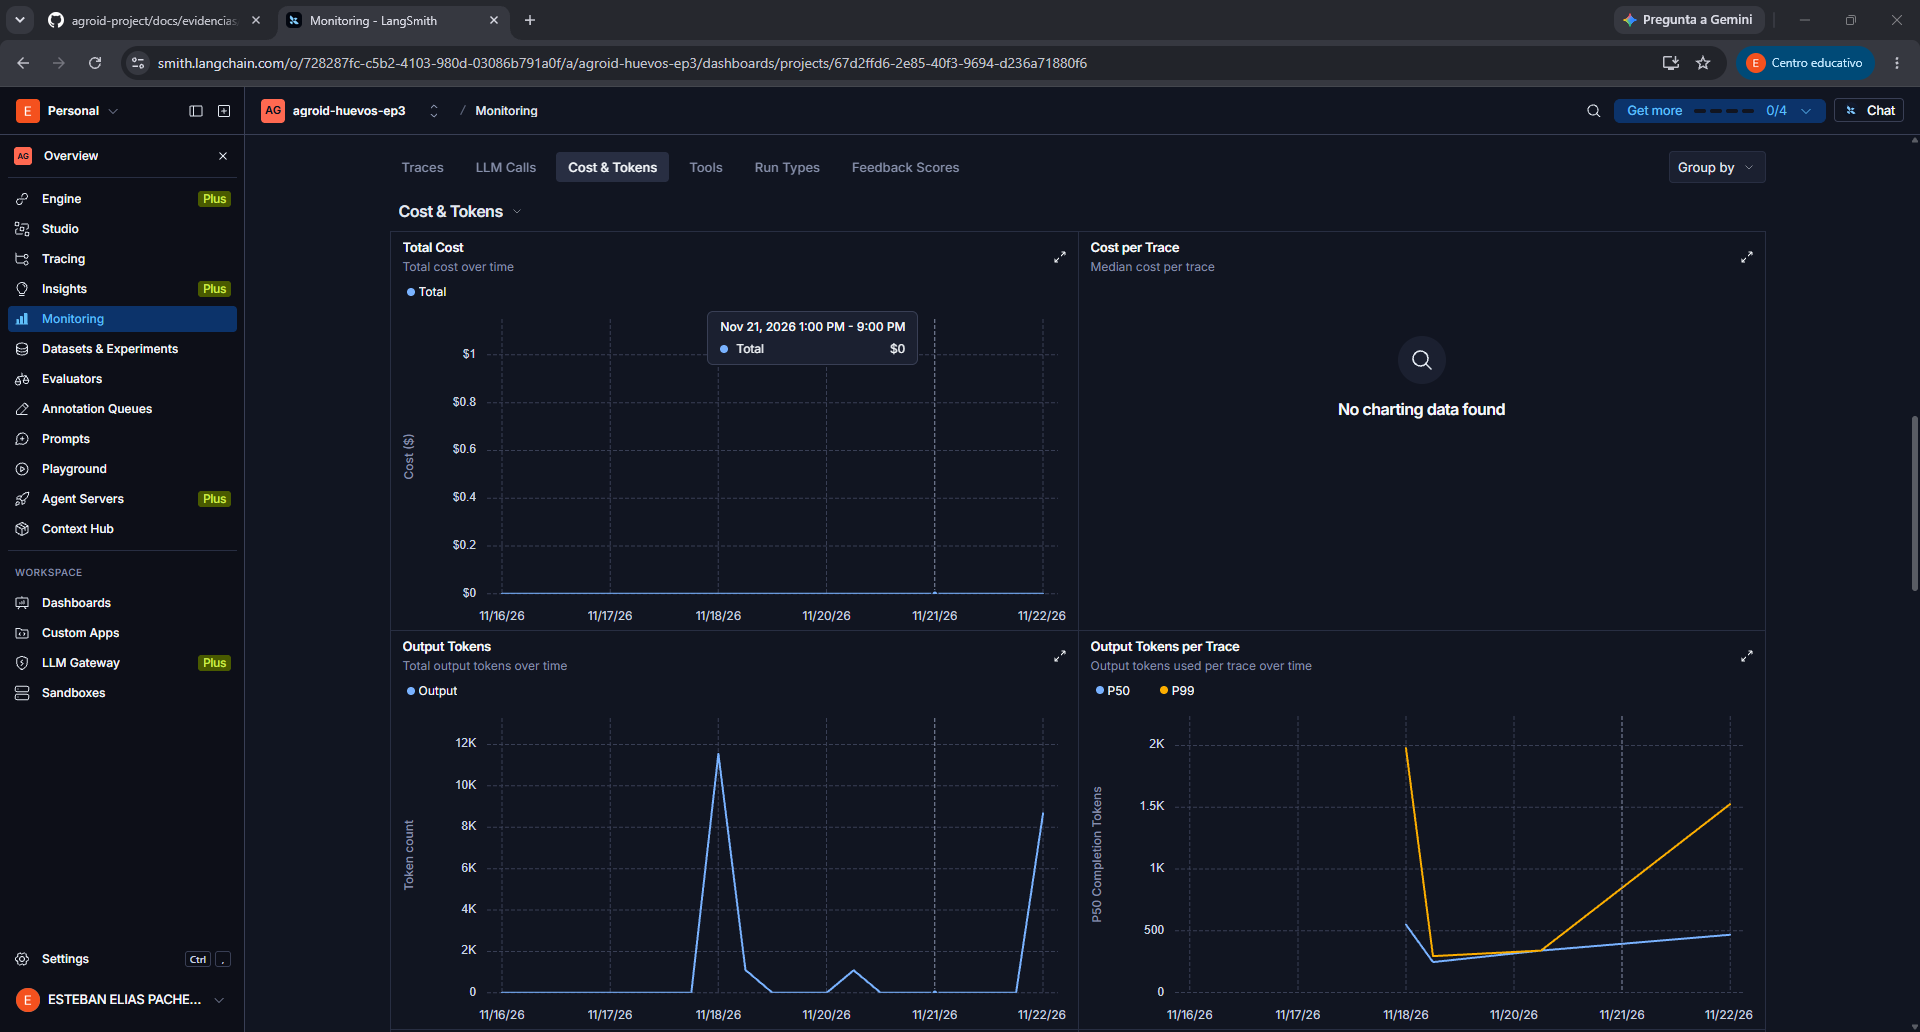 agroid-project/docs/evidencias
Monitoring - LangSmith
Pregunta a Gemini
smith.langchain.com/o/728287fc-c5b2-4103-980d-03086b791a0f/a/agroid-huevos-ep3/dashboards/projects/67d2ffd6-2e85-40f3-9694-d236a71880f6
E Centro educativo
E Personal
AG agroid-huevos-ep3 / Monitoring
Get more 0/4
Chat
AG Overview
Engine Plus
Studio
Tracing
Insights Plus
Monitoring
Datasets & Experiments
Evaluators
Annotation Queues
Prompts
Playground
Agent Servers Plus
Context Hub
WORKSPACE
Dashboards
Custom Apps
LLM Gateway Plus
Sandboxes
Settings Ctrl .
E ESTEBAN ELIAS PACHE...
Traces LLM Calls Cost & Tokens Tools Run Types Feedback Scores
Group by
Cost & Tokens
Total Cost
Total cost over time
Total
Nov 21, 2026 1:00 PM - 9:00 PM
Total $0
Cost ($)
$1
$0.8
$0.6
$0.4
$0.2
$0
11/16/26 11/17/26 11/18/26 11/20/26 11/21/26 11/22/26
Cost per Trace
Median cost per trace
No charting data found
Output Tokens
Total output tokens over time
Output
Token count
12K
10K
8K
6K
4K
2K
0
11/16/26 11/17/26 11/18/26 11/20/26 11/21/26 11/22/26
Output Tokens per Trace
Output tokens used per trace over time
P50 P99
P50 Completion Tokens
2K
1.5K
1K
500
0
11/16/26 11/17/26 11/18/26 11/20/26 11/21/26 11/22/26